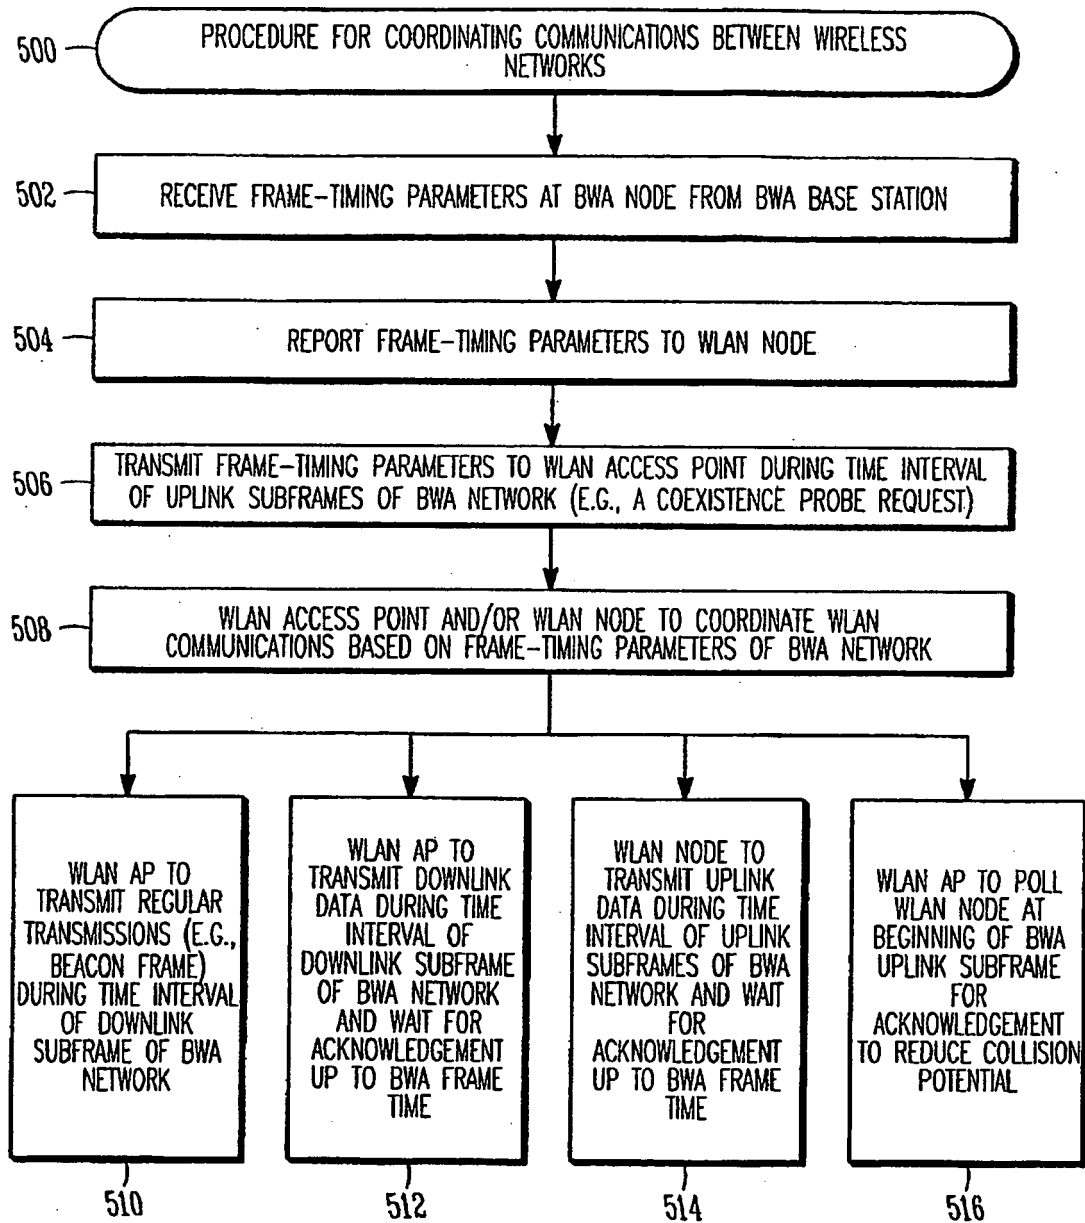 500
PROCEDURE FOR COORDINATING COMMUNICATIONS BETWEEN WIRELESS
NETWORKS
502
RECEIVE FRAME-TIMING PARAMETERS AT BWA NODE FROM BWA BASE STATION
504
REPORT FRAME-TIMING PARAMETERS TO WLAN NODE
506
TRANSMIT FRAME-TIMING PARAMETERS TO WLAN ACCESS POINT DURING TIME INTERVAL
OF UPLINK SUBFRAMES OF BWA NETWORK (E.G., A COEXISTENCE PROBE REQUEST)
508
WLAN ACCESS POINT AND/OR WLAN NODE TO COORDINATE WLAN
COMMUNICATIONS BASED ON FRAME-TIMING PARAMETERS OF BWA NETWORK
WLAN AP TO
TRANSMIT REGULAR
TRANSMISSIONS (E.G.,
BEACON FRAME)
DURING TIME INTERVAL
OF DOWNLINK
SUBFRAME OF BWA
NETWORK
510
WLAN AP TO
TRANSMIT DOWNLINK
DATA DURING TIME
INTERVAL OF
DOWNLINK SUBFRAME
OF BWA NETWORK
AND WAIT FOR
ACKNOWLEDGEMENT
UP TO BWA FRAME
TIME
512
WLAN NODE TO
TRANSMIT UPLINK
DATA DURING TIME
INTERVAL OF UPLINK
SUBFRAMES OF BWA
NETWORK AND WAIT
FOR
ACKNOWLEDGEMENT
UP TO BWA FRAME
TIME
514
WLAN AP TO POLL
WLAN NODE AT
BEGINNING OF BWA
UPLINK SUBFRAME
FOR
ACKNOWLEDGEMENT
TO REDUCE COLLISION
POTENTIAL
516